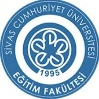 SİVAS CUMHURİYET ÜNİVERSİTESİ
1995
EĞİTİM FAKÜLTESİ